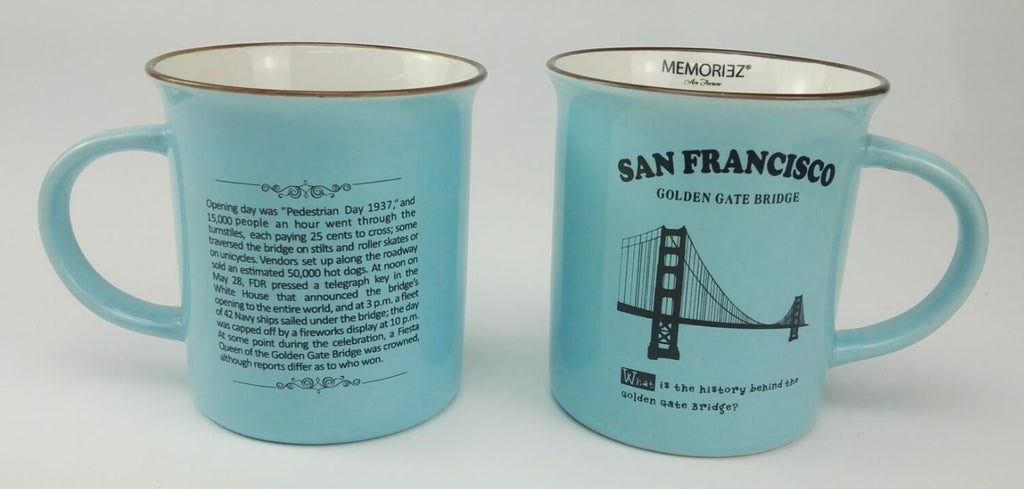 Opening day was "Pedestrian Day 1937," and
15,000 people an hour went through the
turnstiles, each paying 25 cents to cross; some
traversed the bridge on stilts and roller skates or
on unicycles. Vendors set up along the roadway
sold an estimated 50,000 hot dogs. At noon on
May 28, FDR pressed a telegraph key in the
White House that announced the bridge's
opening to the entire world, and at 3 p.m. a fleet
of 42 Navy ships sailed under the bridge; the day
was capped off by a fireworks display at 10 p.m.
At some point during the celebration, a Fiesta
Queen of the Golden Gate Bridge was crowned,
although reports differ as to who won.
MEMORIEZ®
SAN FRANCISCO
GOLDEN GATE BRIDGE
What is the history behind the
Golden Gate Bridge?